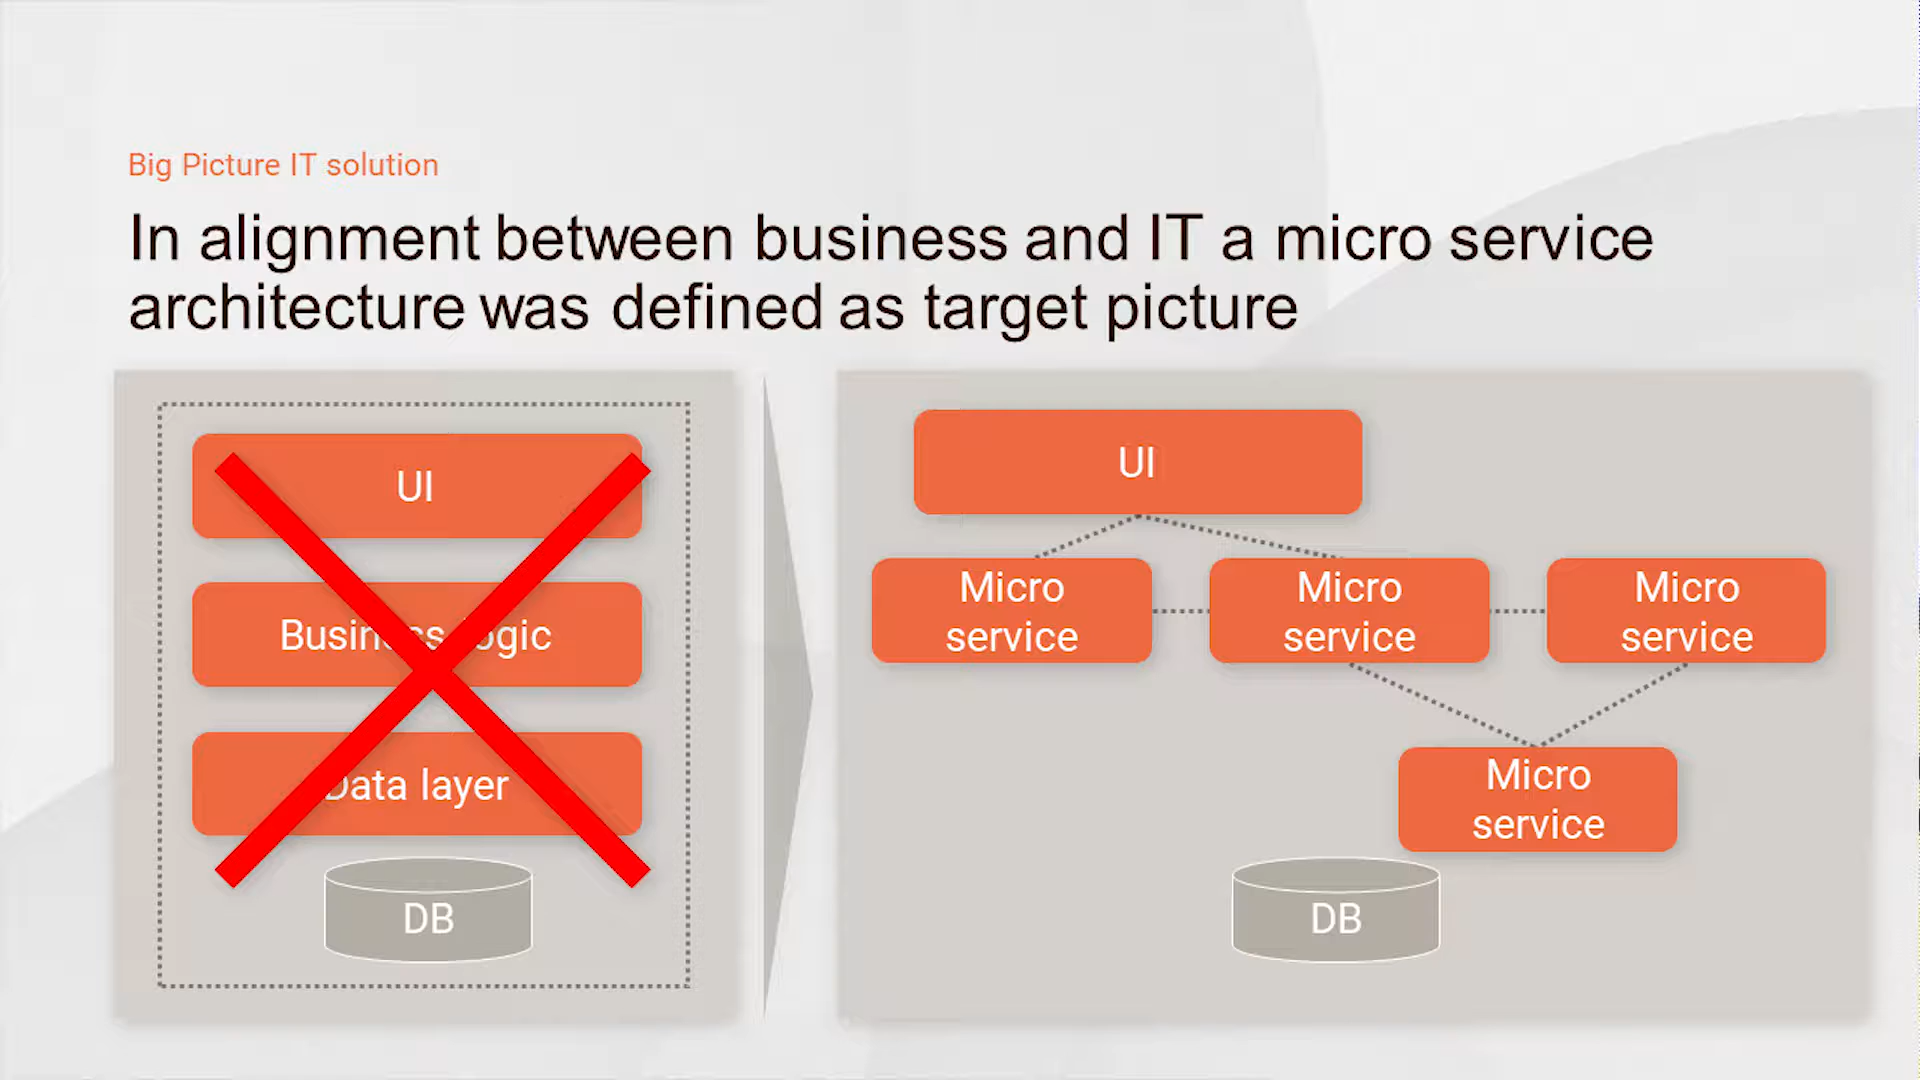 Big Picture IT solution
In alignment between business and IT a micro service
architecture was defined as target picture
UI
Business logic
Data layer
DB
UI
Micro
service
Micro
service
Micro
service
Micro
service
DB